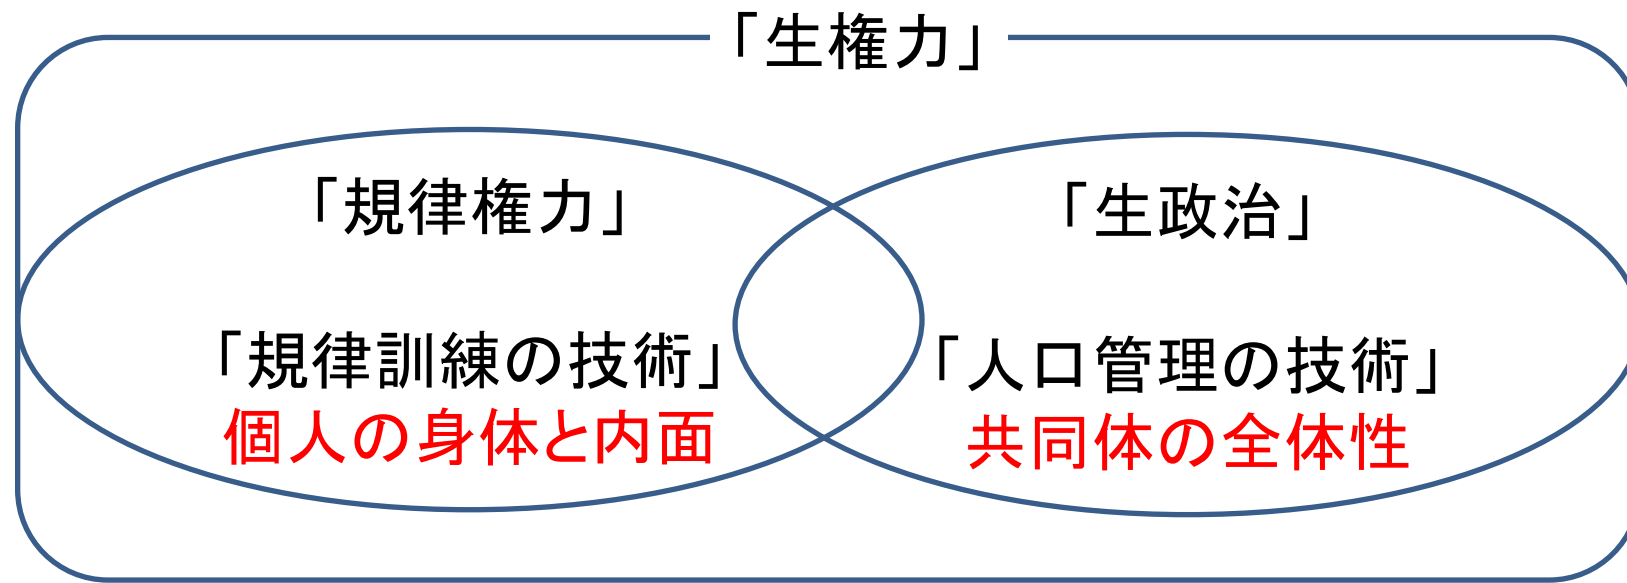 「生権力」
「規律権力」
「規律訓練の技術」
個人の身体と内面
「生政治」
「人口管理の技術」
共同体の全体性